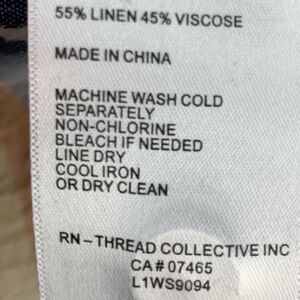 55% LINEN 45% VISCOSE
MADE IN CHINA
MACHINE WASH COLD
SEPARATELY
NON-CHLORINE
BLEACH IF NEEDED
LINE DRY
COOL IRON
OR DRY CLEAN
RN – THREAD COLLECTIVE INC
CA # 07465
L1WS9094